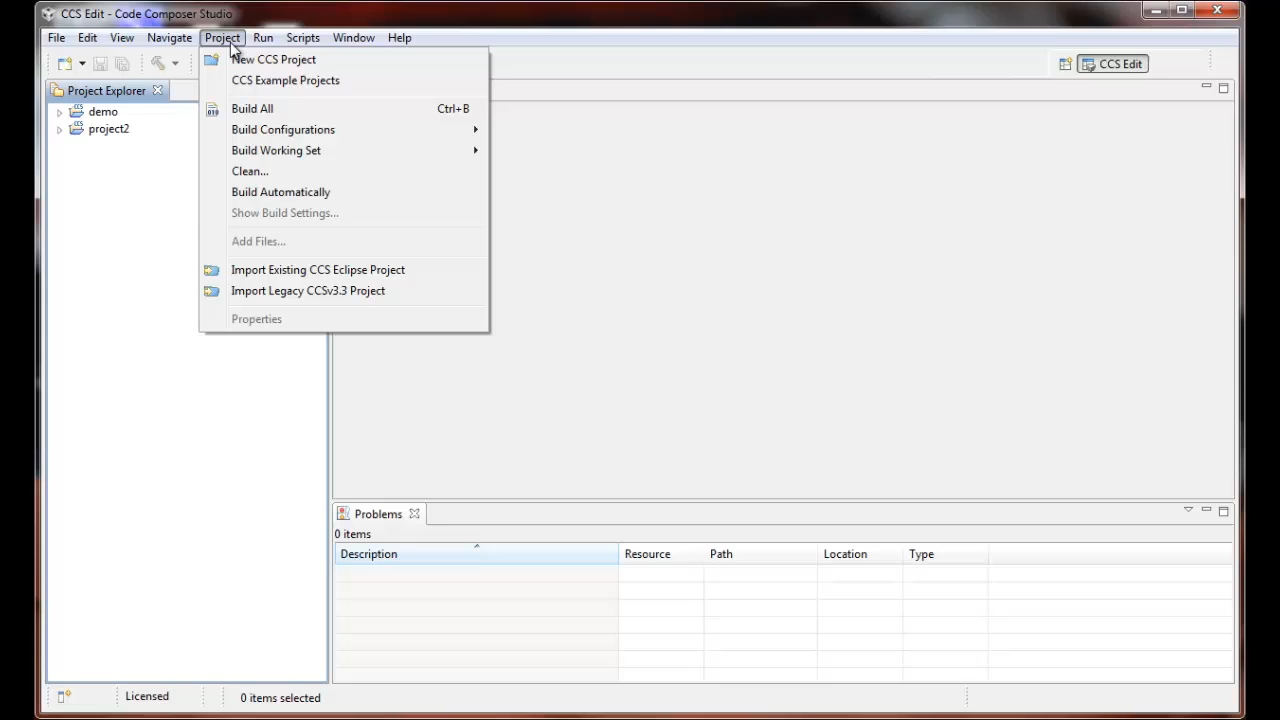 CCS Edit - Code Composer Studio
File Edit View Navigate Project Run Scripts Window Help
CCS Edit
Project Explorer
demo
project2
New CCS Project
CCS Example Projects
Build All Ctrl+B
Build Configurations
Build Working Set
Clean...
Build Automatically
Show Build Settings...
Add Files...
Import Existing CCS Eclipse Project
Import Legacy CCSv3.3 Project
Properties
Problems
0 items
Description Resource Path Location Type
Licensed 0 items selected